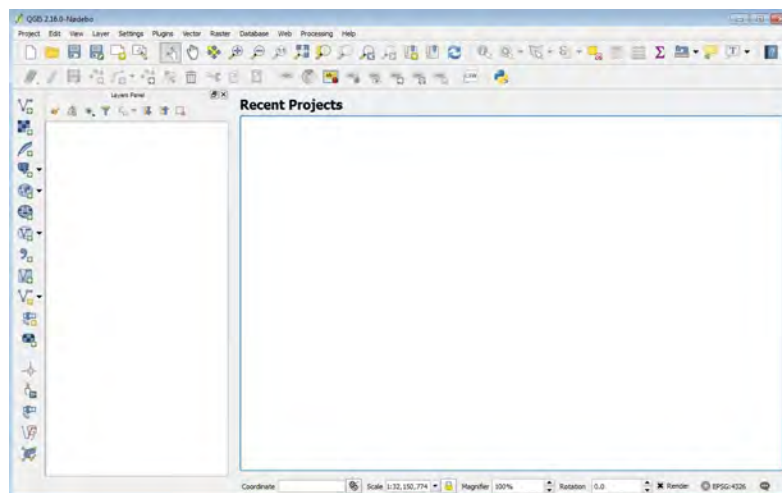 QGIS 2.16.0-Nødebo
Project Edit View Layer Settings Plugins Vector Raster Database Web Processing Help
Layers Panel
Recent Projects
Coordinate Scale 1:32,150,774 Magnifier 100% Rotation 0.0 Render EPSG:4326